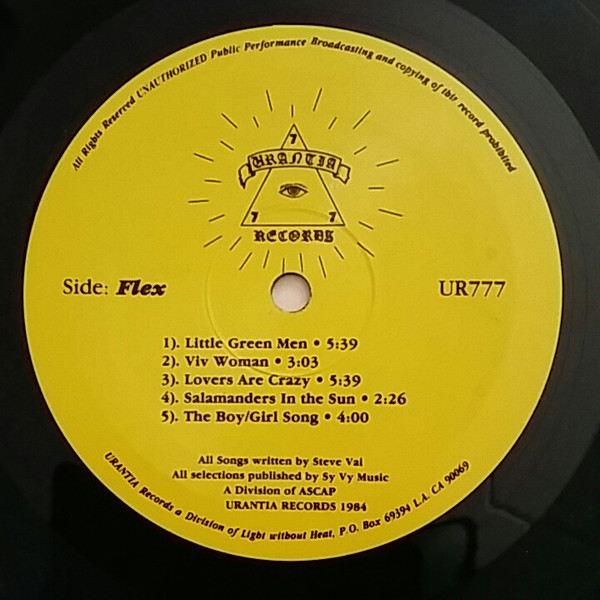 All Rights Reserved UNAUTHORIZED Public Performance Broadcasting and copying of this record prohibited
7
URANTIA
7 7
RECORDS
Side: Flex
UR777
1). Little Green Men • 5:39
2). Viv Woman • 3:03
3). Lovers Are Crazy • 5:39
4). Salamanders In the Sun • 2:26
5). The Boy/Girl Song • 4:00
All Songs written by Steve Vai
All selections published by Sy Vy Music
A Division of ASCAP
URANTIA RECORDS 1984
URANTIA Records a Division of Light without Heat, P.O. Box 69394 L.A. CA 90069